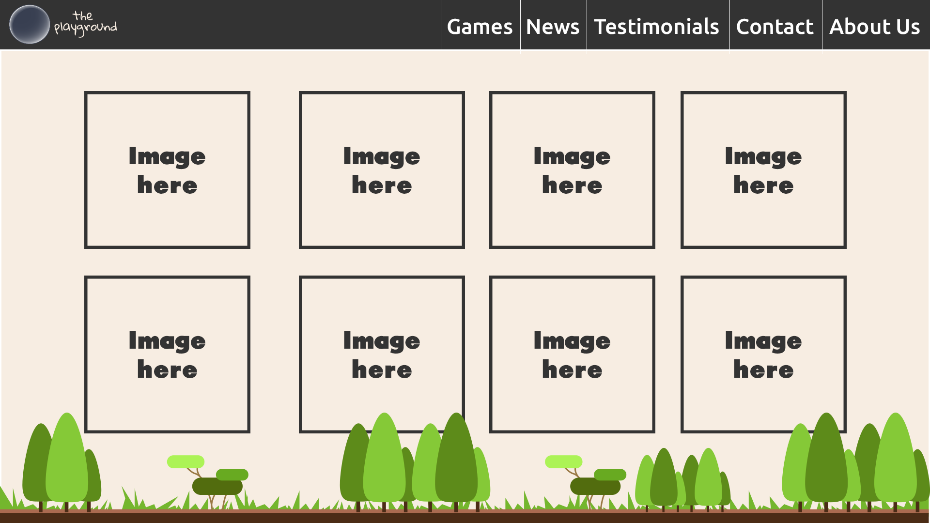 the
playground
Games News Testimonials Contact About Us
Image Image Image Image
here here here here
Image Image Image Image
here here here here